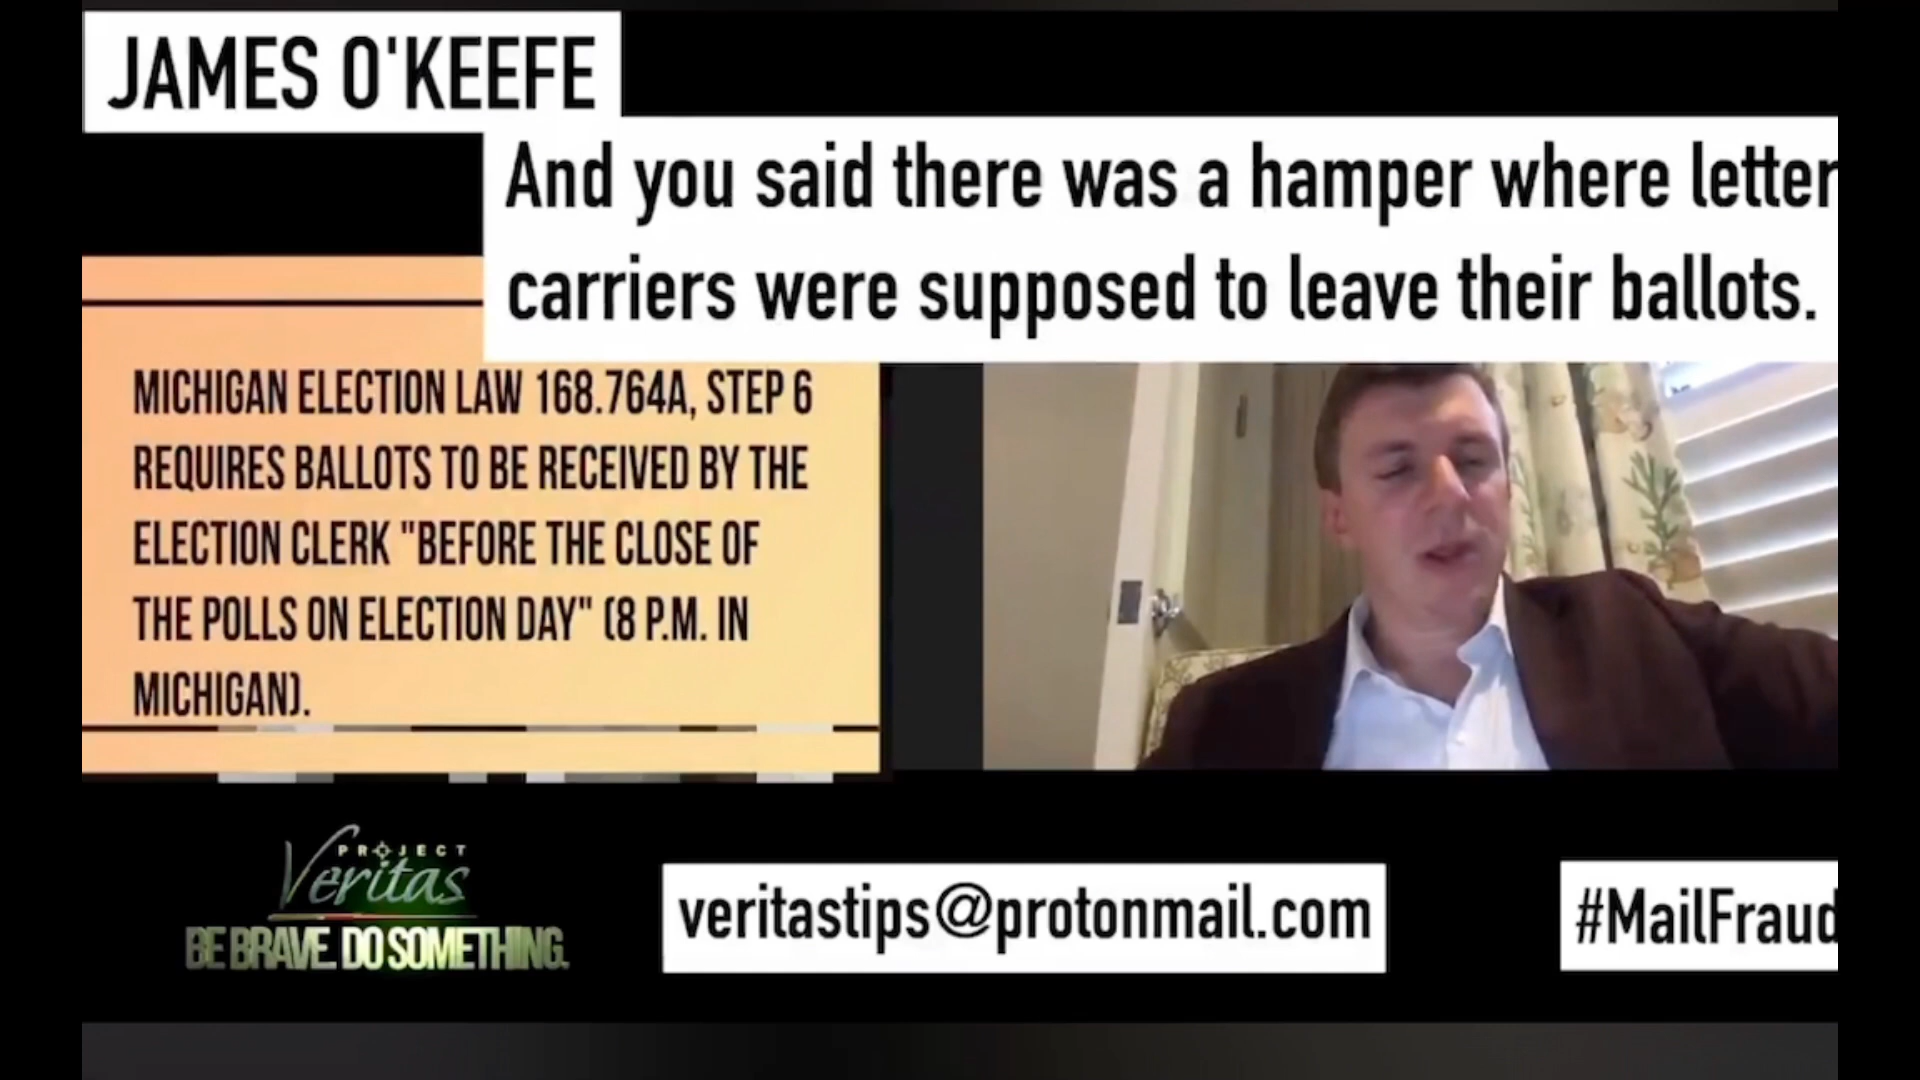 JAMES O'KEEFE
And you said there was a hamper where letter
carriers were supposed to leave their ballots.
MICHIGAN ELECTION LAW 168.764A, STEP 6
REQUIRES BALLOTS TO BE RECEIVED BY THE
ELECTION CLERK "BEFORE THE CLOSE OF
THE POLLS ON ELECTION DAY" (8 P.M. IN
MICHIGAN).
PROJECT
Veritas
BE BRAVE. DO SOMETHING.
veritastips@protonmail.com
#MailFraud